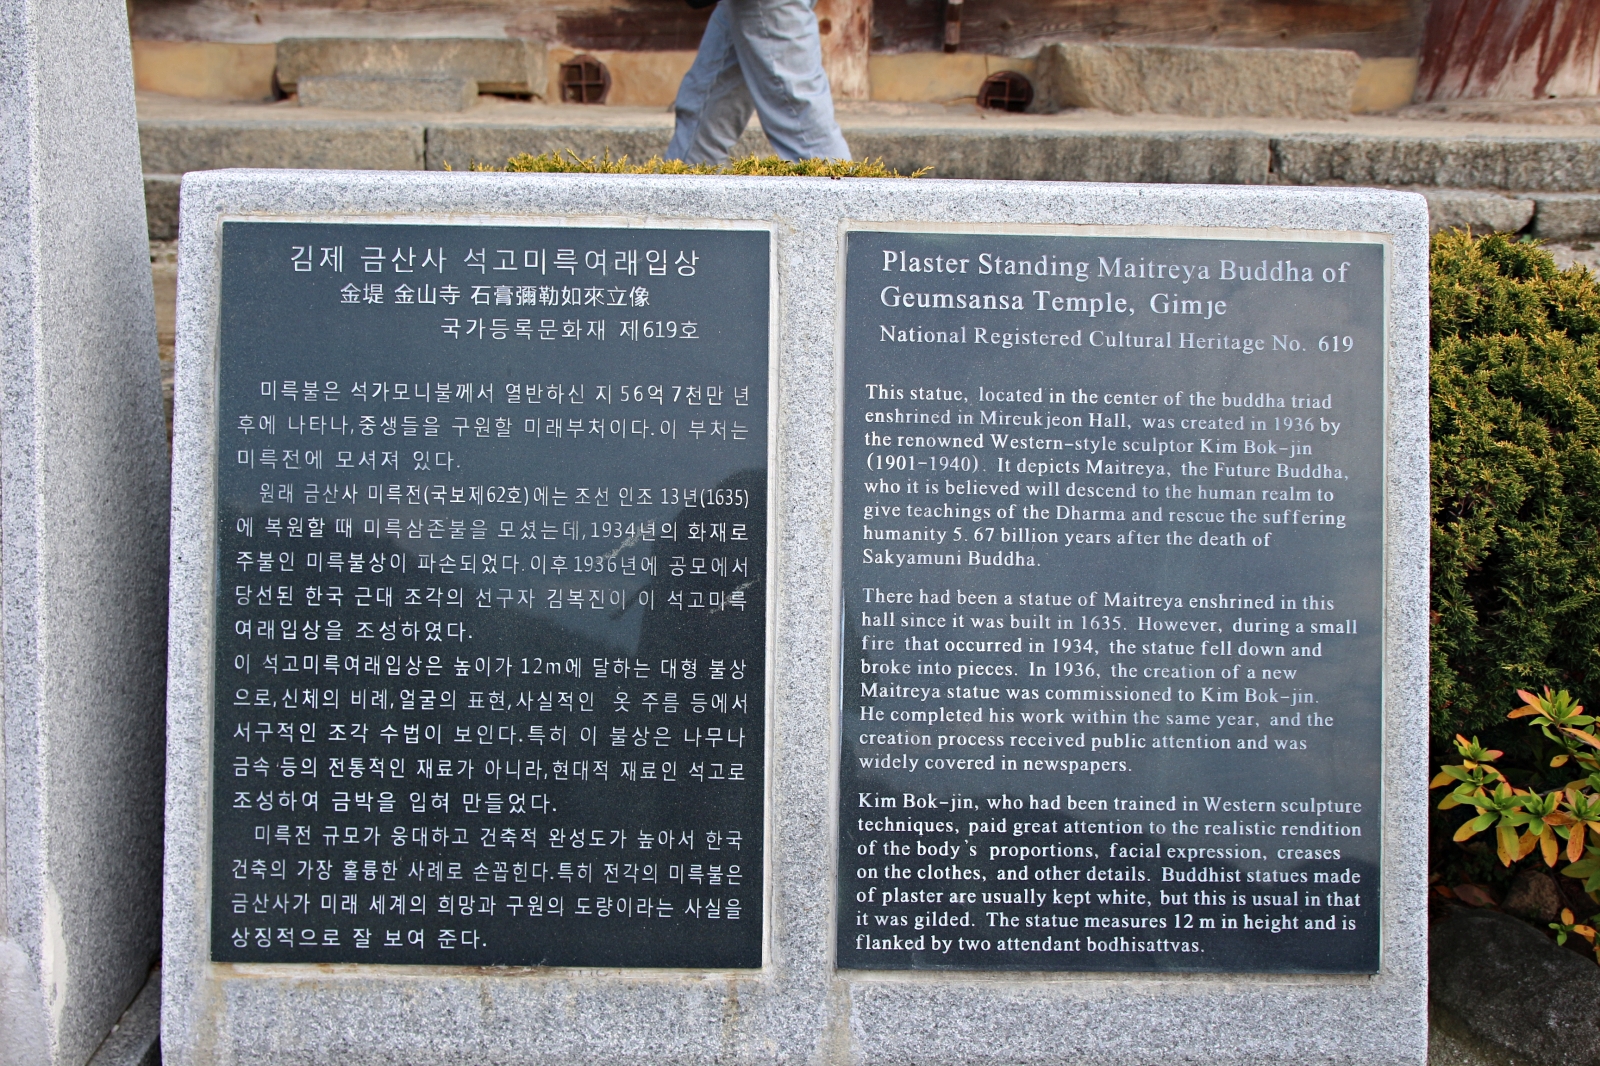 김제 금산사 석고미륵여래입상
金堤 金山寺 石膏彌勒如來立像
국가등록문화재 제619호
미륵불은 석가모니불께서 열반하신 지 56억 7천만 년
후에 나타나,중생들을 구원할 미래부처이다.이 부처는
미륵전에 모셔져 있다.
원래 금산사 미륵전(국보제62호)에는 조선 인조 13년(1635)
에 복원할 때 미륵삼존불을 모셨는데,1934년의 화재로
주불인 미륵불상이 파손되었다.이후 1936년에 공모에서
당선된 한국 근대 조각의 선구자 김복진이 이 석고미륵
여래입상을 조성하였다.
이 석고미륵여래입상은 높이가 12m에 달하는 대형 불상
으로,신체의 비례,얼굴의 표현,사실적인 옷 주름 등에서
서구적인 조각 수법이 보인다.특히 이 불상은 나무나
금속 등의 전통적인 재료가 아니라,현대적 재료인 석고로
조성하여 금박을 입혀 만들었다.
미륵전 규모가 웅대하고 건축적 완성도가 높아서 한국
건축의 가장 훌륭한 사례로 손꼽힌다.특히 전각의 미륵불은
금산사가 미래 세계의 희망과 구원의 도량이라는 사실을
상징적으로 잘 보여 준다.
Plaster Standing Maitreya Buddha of
Geumsansa Temple, Gimje
National Registered Cultural Heritage No. 619
This statue, located in the center of the buddha triad
enshrined in Mireukjeon Hall, was created in 1936 by
the renowned Western-style sculptor Kim Bok-jin
(1901-1940). It depicts Maitreya, the Future Buddha,
who it is believed will descend to the human realm to
give teachings of the Dharma and rescue the suffering
humanity 5. 67 billion years after the death of
Sakyamuni Buddha.
There had been a statue of Maitreya enshrined in this
hall since it was built in 1635. However, during a small
fire that occurred in 1934, the statue fell down and
broke into pieces. In 1936, the creation of a new
Maitreya statue was commissioned to Kim Bok-jin.
He completed his work within the same year, and the
creation process received public attention and was
widely covered in newspapers.
Kim Bok-jin, who had been trained in Western sculpture
techniques, paid great attention to the realistic rendition
of the body's proportions, facial expression, creases
on the clothes, and other details. Buddhist statues made
of plaster are usually kept white, but this is usual in that
it was gilded. The statue measures 12 m in height and is
flanked by two attendant bodhisattvas.